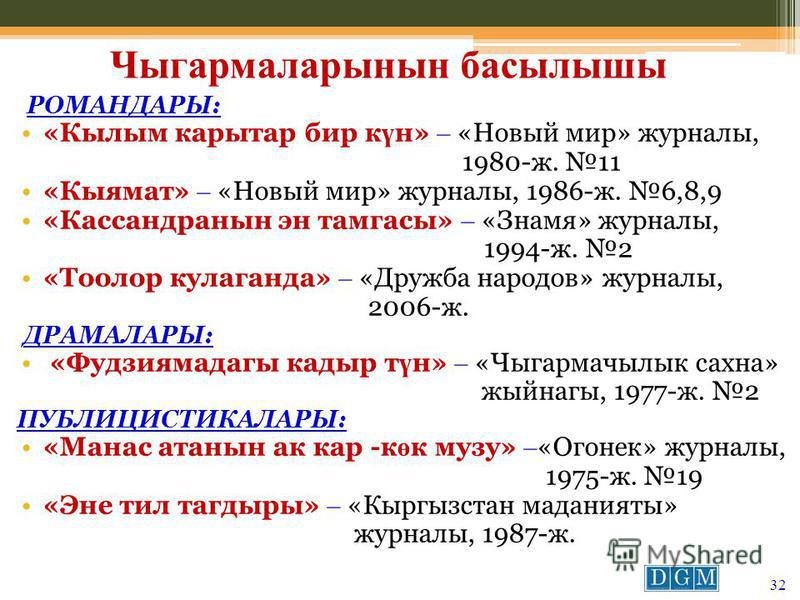 Чыгармаларынын басылышы
РОМАНДАРЫ:
• «Кылым карытар бир күн» – «Новый мир» журналы,
1980-ж. №11
• «Кыямат» – «Новый мир» журналы, 1986-ж. №6,8,9
• «Кассандранын эн тамгасы» – «Знамя» журналы,
1994-ж. №2
• «Тоолор кулаганда» – «Дружба народов» журналы,
2006-ж.
ДРАМАЛАРЫ:
• «Фудзиямадагы кадыр түн» – «Чыгармачылык сахна»
жыйнагы, 1977-ж. №2
ПУБЛИЦИСТИКАЛАРЫ:
• «Манас атанын ак кар -көк музу» –«Огонек» журналы,
1975-ж. №19
• «Эне тил тагдыры» – «Кыргызстан маданияты»
журналы, 1987-ж.
MyShared
DGM
32